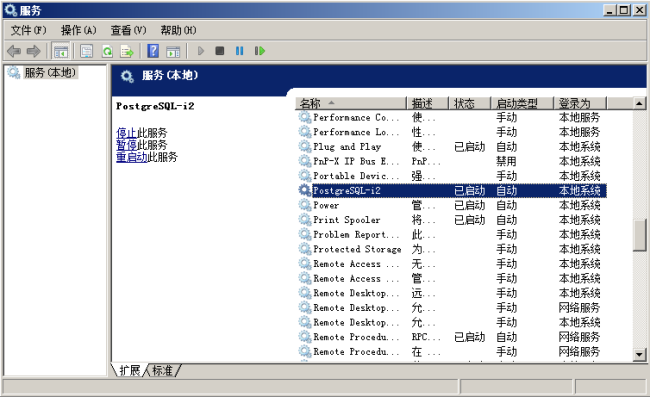 服务
文件(F) 操作(A) 查看(V) 帮助(H)
服务(本地)
服务(本地)
PostgreSQL-i2
停止此服务
暂停此服务
重启动此服务
名称 描述 状态 启动类型 登录为
Performance Co... 使... 手动 本地服务
Performance Lo... 性... 手动 本地服务
Plug and Play 使... 已启动 自动 本地系统
PnP-X IP Bus E... PnP... 禁用 本地系统
Portable Devic... 强... 手动 本地系统
PostgreSQL-i2 已启动 自动 本地系统
Power 管... 已启动 自动 本地系统
Print Spooler 将... 已启动 自动 本地系统
Problem Report... 此... 手动 本地系统
Protected Storage 为... 手动 本地系统
Remote Access ... 无... 手动 本地系统
Remote Access ... 管... 手动 本地系统
Remote Desktop... 远... 手动 本地系统
Remote Desktop... 允... 手动 网络服务
Remote Desktop... 允... 手动 本地系统
Remote Procedu... RPC... 已启动 自动 网络服务
Remote Procedu... 在 ... 手动 网络服务
扩展 标准